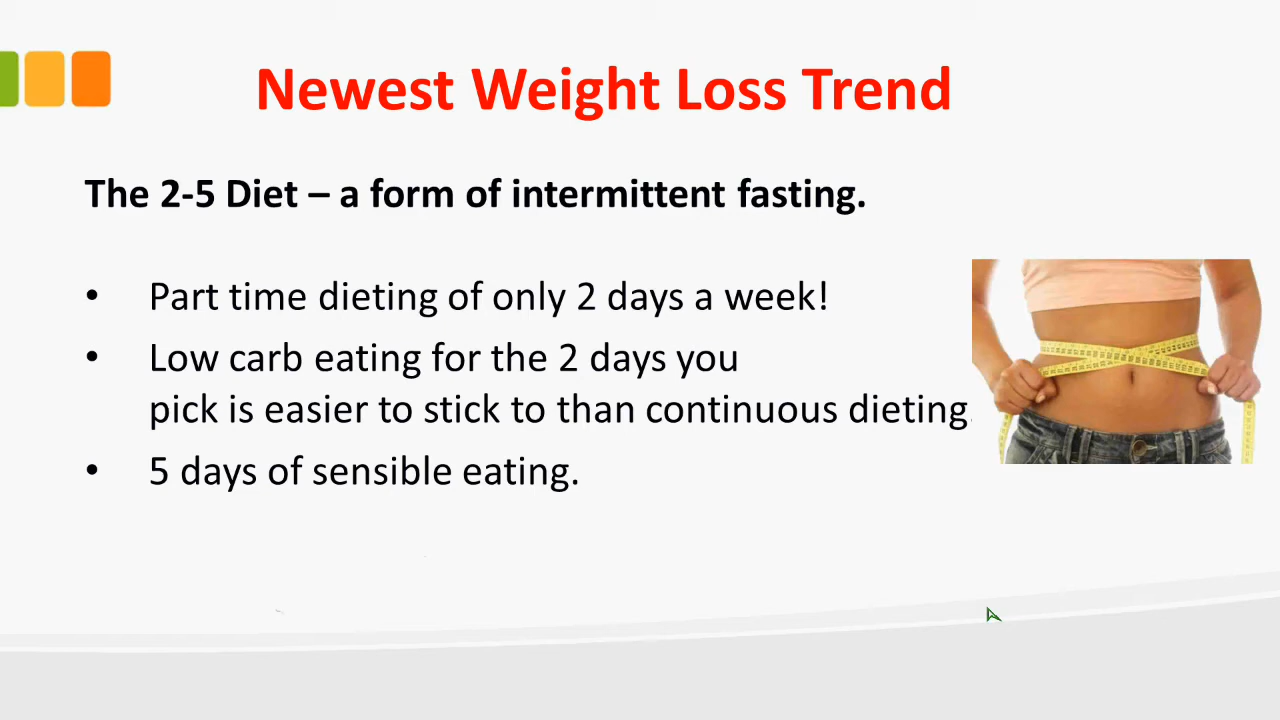 Newest Weight Loss Trend
The 2-5 Diet – a form of intermittent fasting.
• Part time dieting of only 2 days a week!
• Low carb eating for the 2 days you
pick is easier to stick to than continuous dieting.
• 5 days of sensible eating.